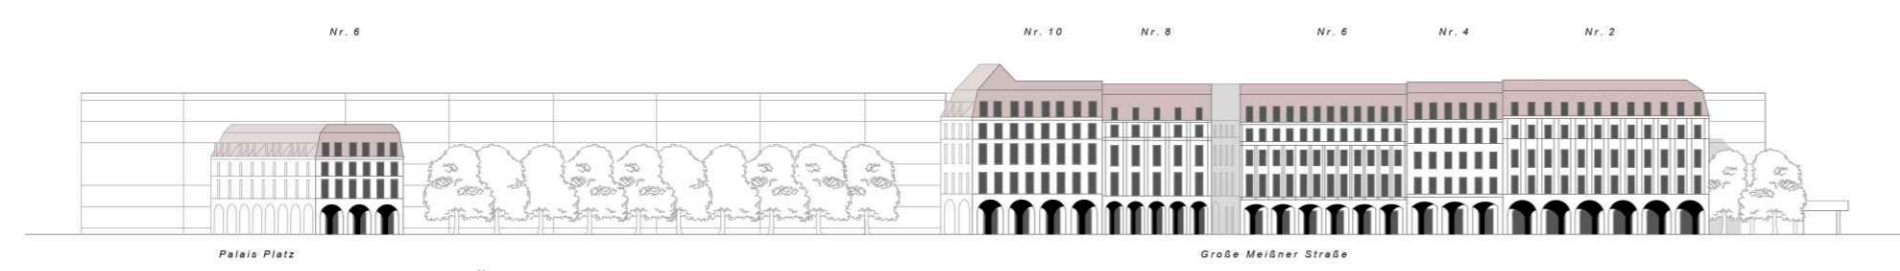 Nr. 6
Nr. 10
Nr. 8
Nr. 6
Nr. 4
Nr. 2
Palais Platz
Große Meißner Straße